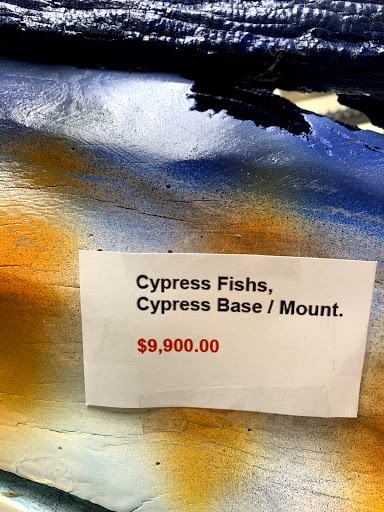 Cypress Fishs,
Cypress Base / Mount.
$9,900.00